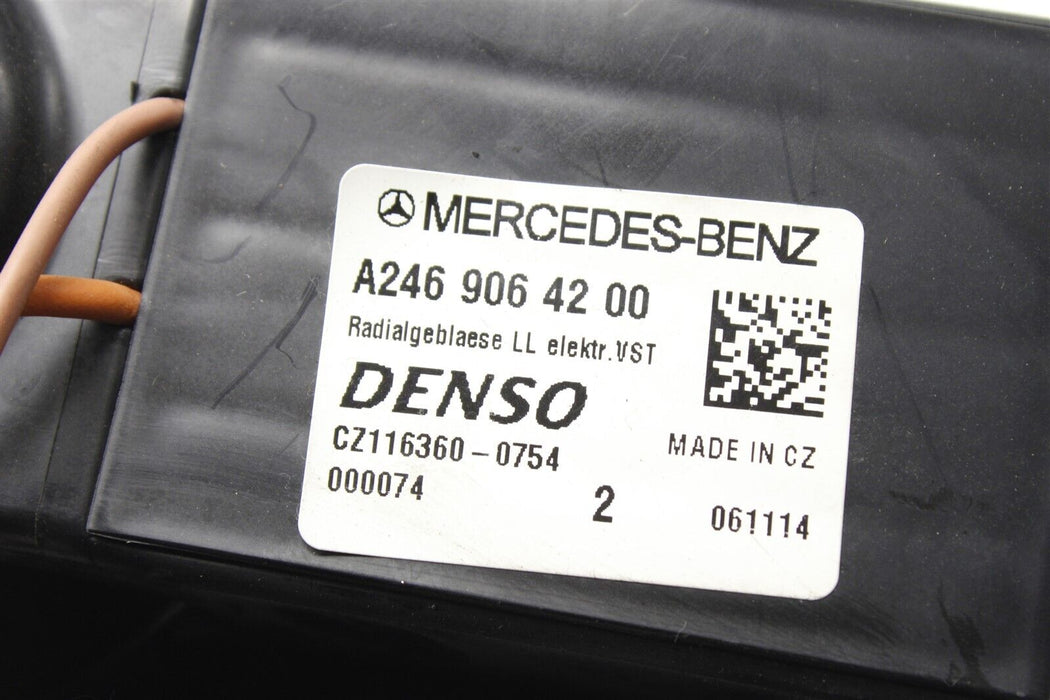 MERCEDES-BENZ
A246 906 42 00
Radialgeblaese LL elektr.VST
DENSO
CZ116360-0754
MADE IN CZ
000074
2
061114